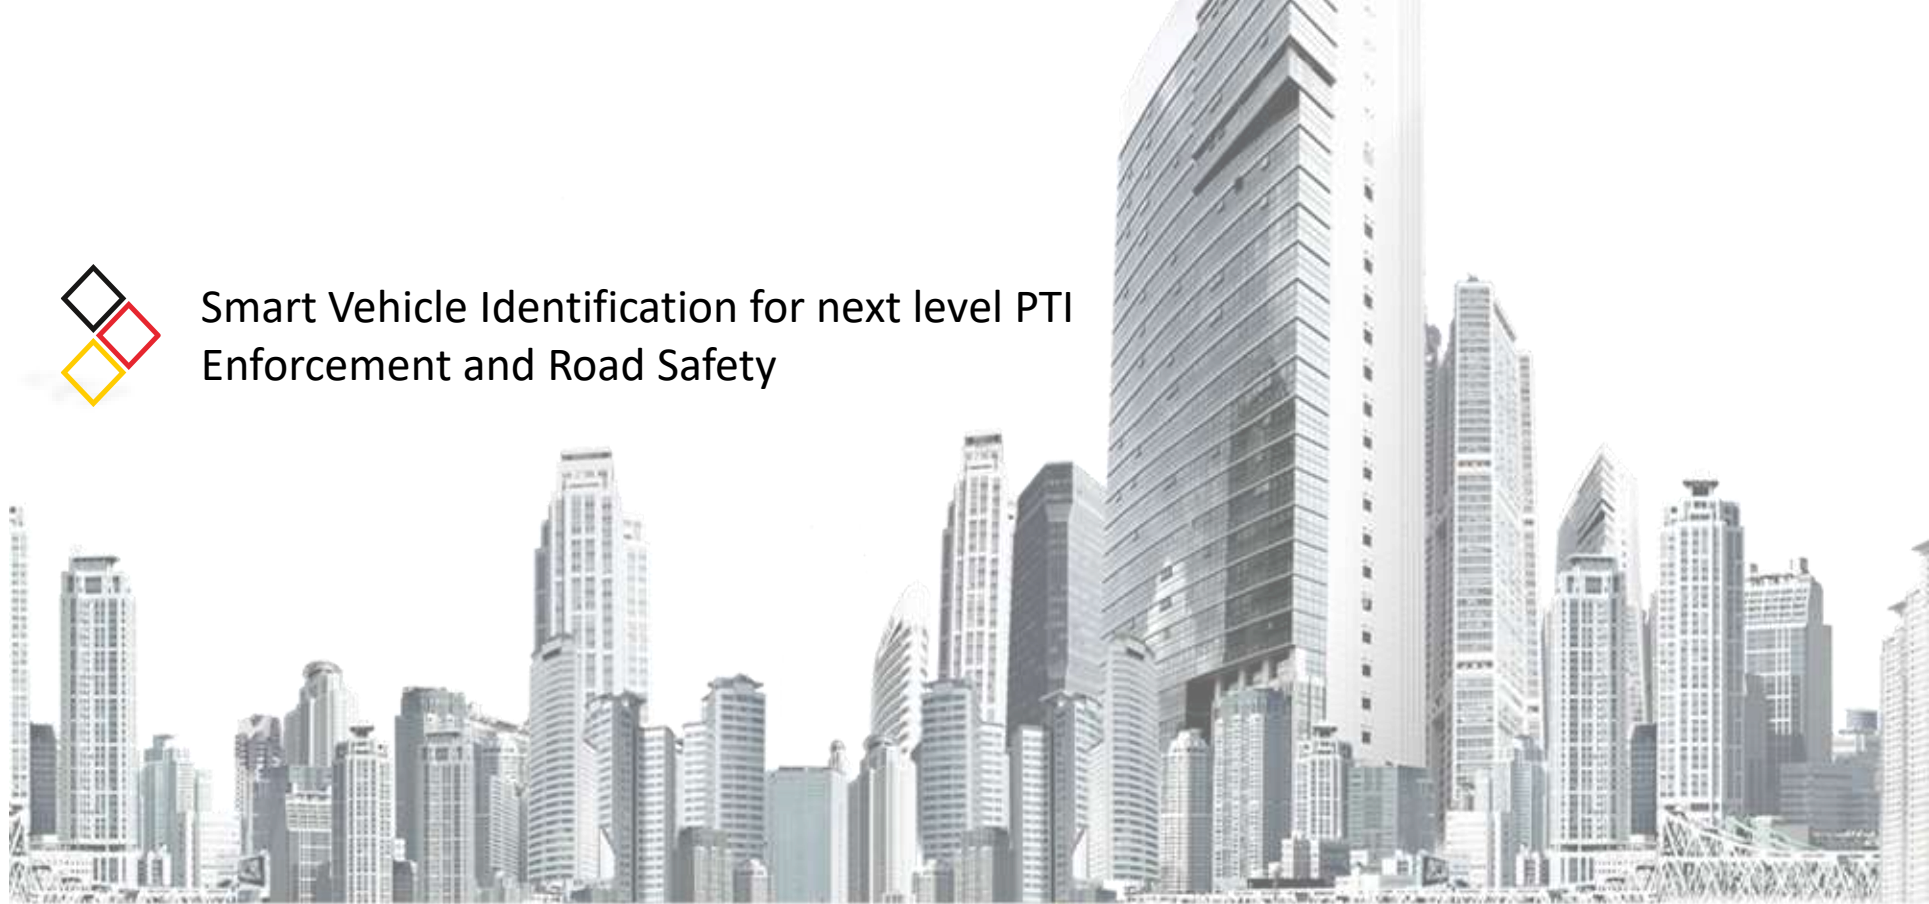 Smart Vehicle Identification for next level PTI
Enforcement and Road Safety